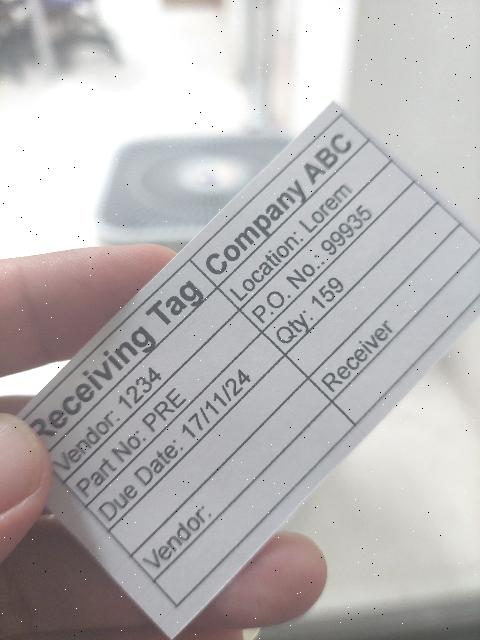 Receiving Tag Company ABC
Vendor: 1234 Location: Lorem
Part No: PRE P.O. No.: 99935
Due Date: 17/11/24 Qty: 159
Vendor: Receiver